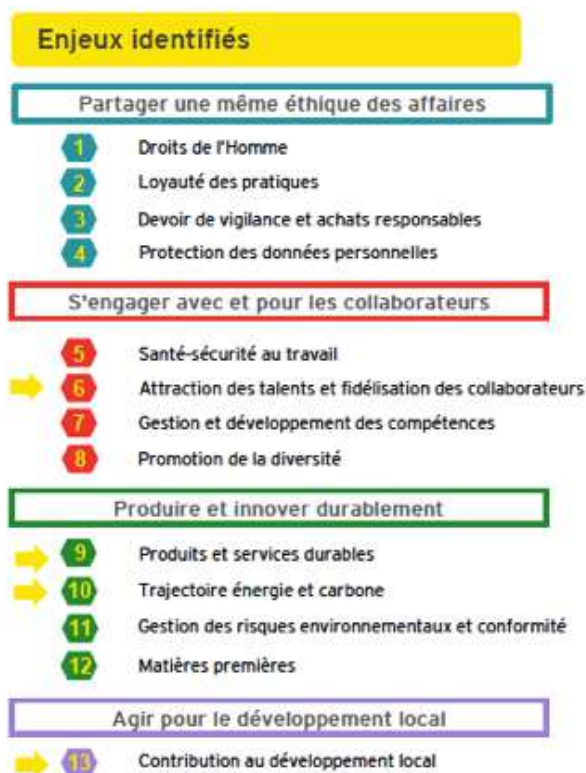 Enjeux identifiés
Partager une même éthique des affaires
1 Droits de l'Homme
2 Loyauté des pratiques
3 Devoir de vigilance et achats responsables
4 Protection des données personnelles
S'engager avec et pour les collaborateurs
5 Santé-sécurité au travail
6 Attraction des talents et fidélisation des collaborateurs
7 Gestion et développement des compétences
8 Promotion de la diversité
Produire et innover durablement
9 Produits et services durables
10 Trajectoire énergie et carbone
11 Gestion des risques environnementaux et conformité
12 Matières premières
Agir pour le développement local
13 Contribution au développement local